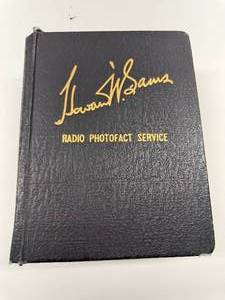 Howard W. Sams
RADIO PHOTOFACT SERVICE